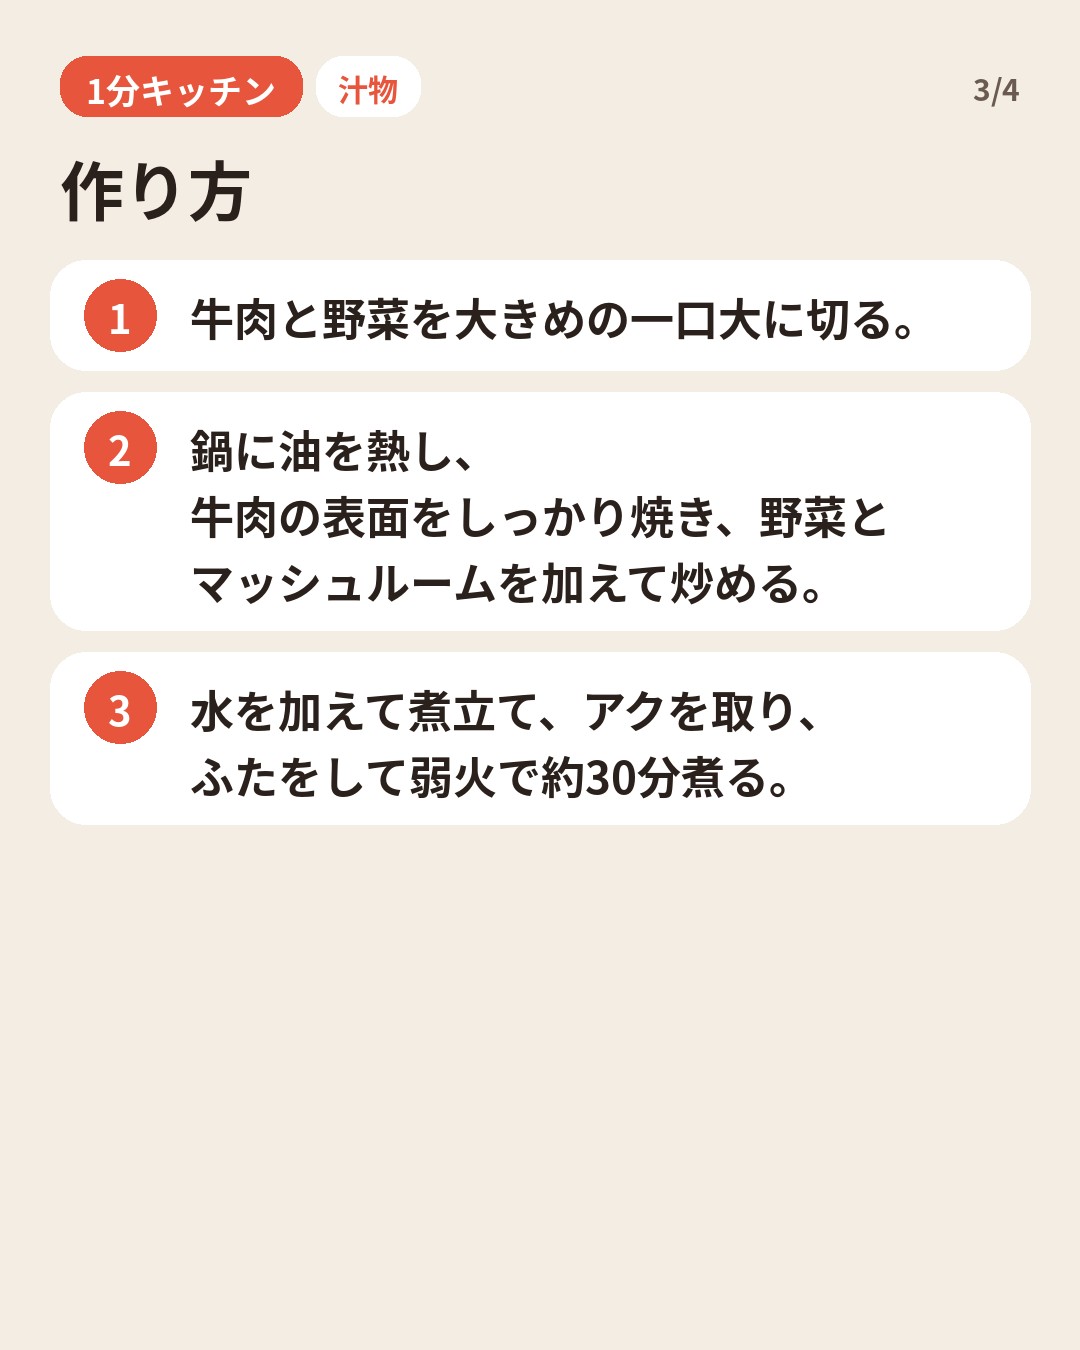 1分キッチン
汁物
3/4
作り方
1
牛肉と野菜を大きめの一口大に切る。
2
鍋に油を熱し、
牛肉の表面をしっかり焼き、野菜と
マッシュルームを加えて炒める。
3
水を加えて煮立て、アクを取り、
ふたをして弱火で約30分煮る。